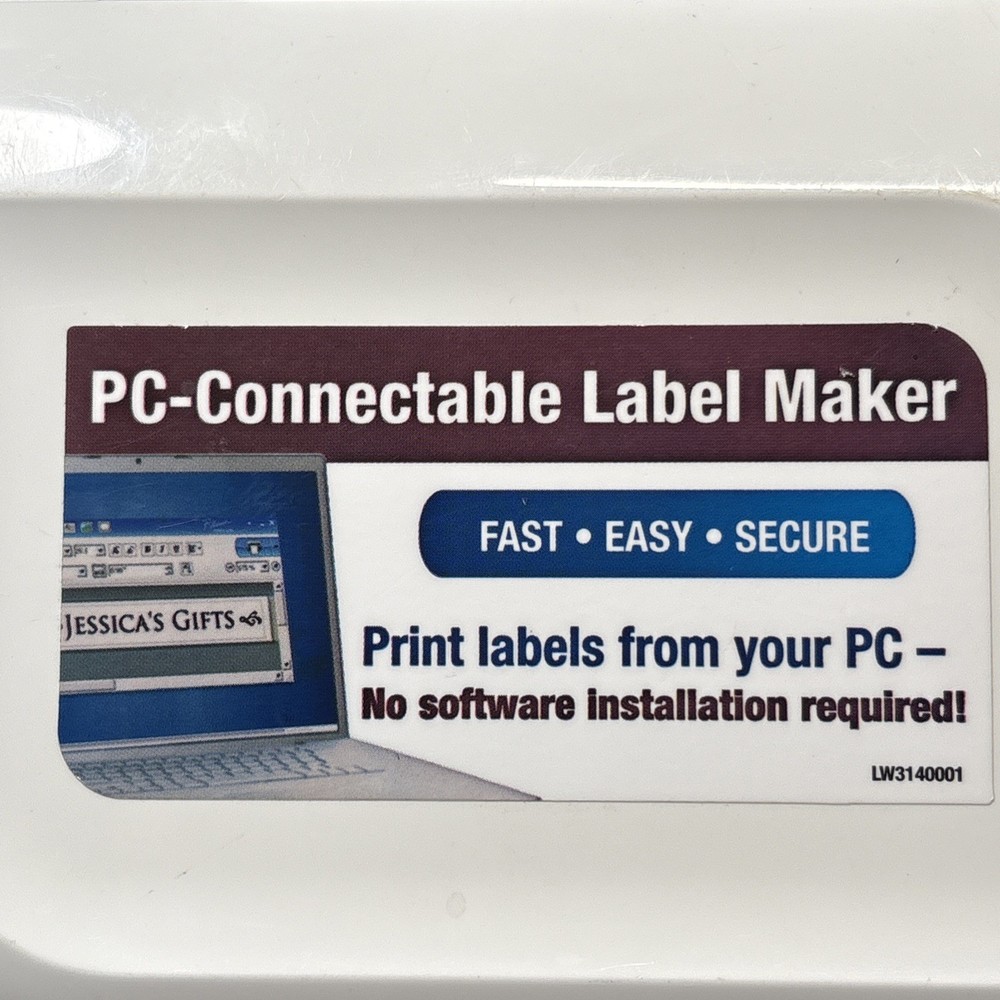 PC-Connectable Label Maker
FAST • EASY • SECURE
JESSICA'S GIFTS
Print labels from your PC –
No software installation required!
LW3140001